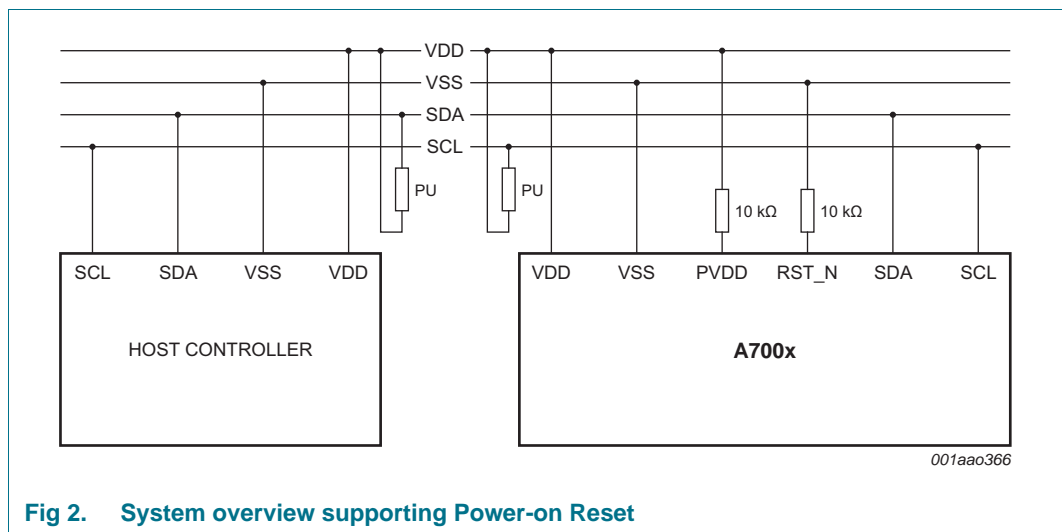 VDD
VSS
SDA
SCL
PU
PU
10 kΩ
10 kΩ
SCL SDA VSS VDD
VDD VSS PVDD RST_N SDA SCL
HOST CONTROLLER
A700x
001aao366
Fig 2. System overview supporting Power-on Reset